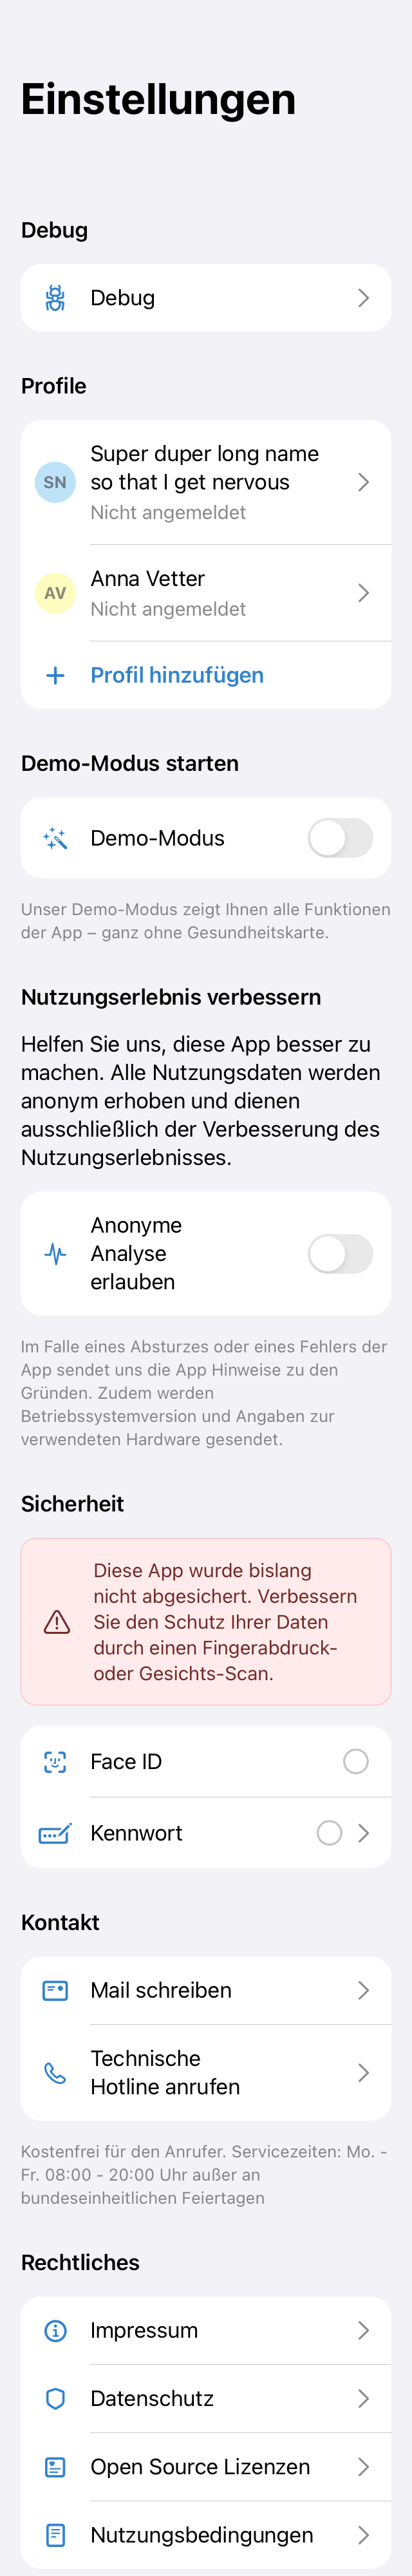 Einstellungen
Debug
Debug
Profile
SN
Super duper long name
so that I get nervous
Nicht angemeldet
AV
Anna Vetter
Nicht angemeldet
Profil hinzufügen
Demo-Modus starten
Demo-Modus
Unser Demo-Modus zeigt Ihnen alle Funktionen
der App – ganz ohne Gesundheitskarte.
Nutzungserlebnis verbessern
Helfen Sie uns, diese App besser zu
machen. Alle Nutzungsdaten werden
anonym erhoben und dienen
ausschließlich der Verbesserung des
Nutzungserlebnisses.
Anonyme
Analyse
erlauben
Im Falle eines Absturzes oder eines Fehlers der
App sendet uns die App Hinweise zu den
Gründen. Zudem werden
Betriebssystemversion und Angaben zur
verwendeten Hardware gesendet.
Sicherheit
Diese App wurde bislang
nicht abgesichert. Verbessern
Sie den Schutz Ihrer Daten
durch einen Fingerabdruck-
oder Gesichts-Scan.
Face ID
Kennwort
Kontakt
Mail schreiben
Technische
Hotline anrufen
Kostenfrei für den Anrufer. Servicezeiten: Mo. -
Fr. 08:00 - 20:00 Uhr außer an
bundeseinheitlichen Feiertagen
Rechtliches
Impressum
Datenschutz
Open Source Lizenzen
Nutzungsbedingungen